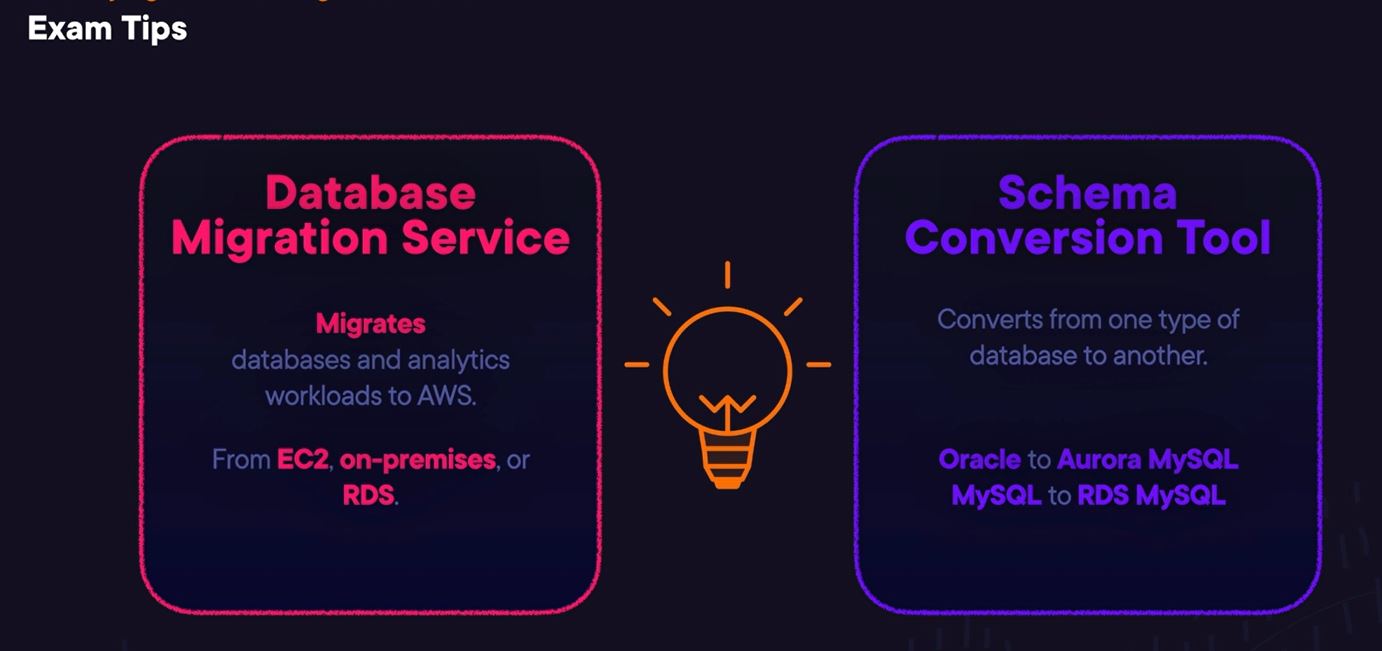 Exam Tips
Database
Migration Service
Migrates
databases and analytics
workloads to AWS.
From EC2, on-premises, or
RDS.
Schema
Conversion Tool
Converts from one type of
database to another.
Oracle to Aurora MySQL
MySQL to RDS MySQL